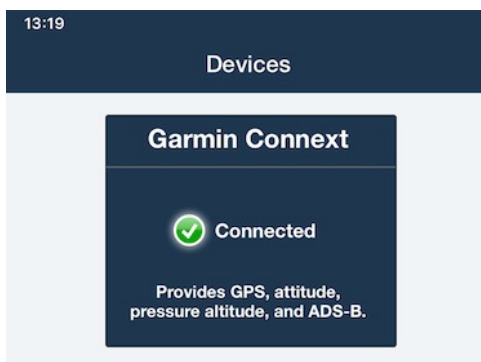 13:19
Devices
Garmin Connext
Connected
Provides GPS, attitude,
pressure altitude, and ADS-B.